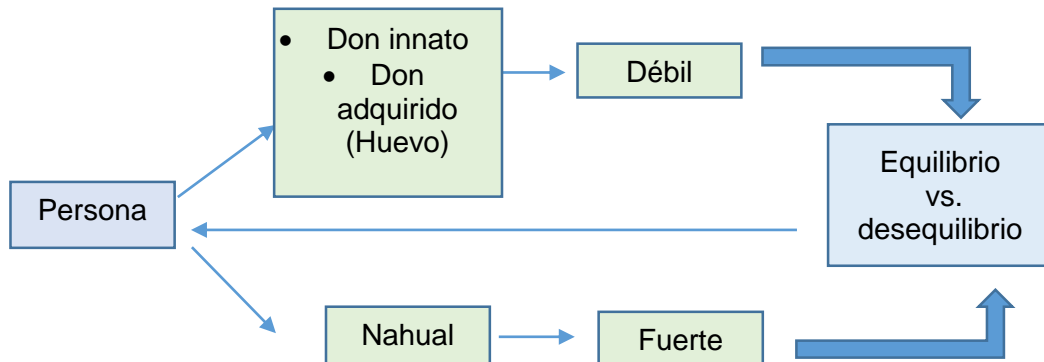 • Don innato
• Don
adquirido
(Huevo)
Débil
Persona
Equilibrio
vs.
desequilibrio
Nahual
Fuerte